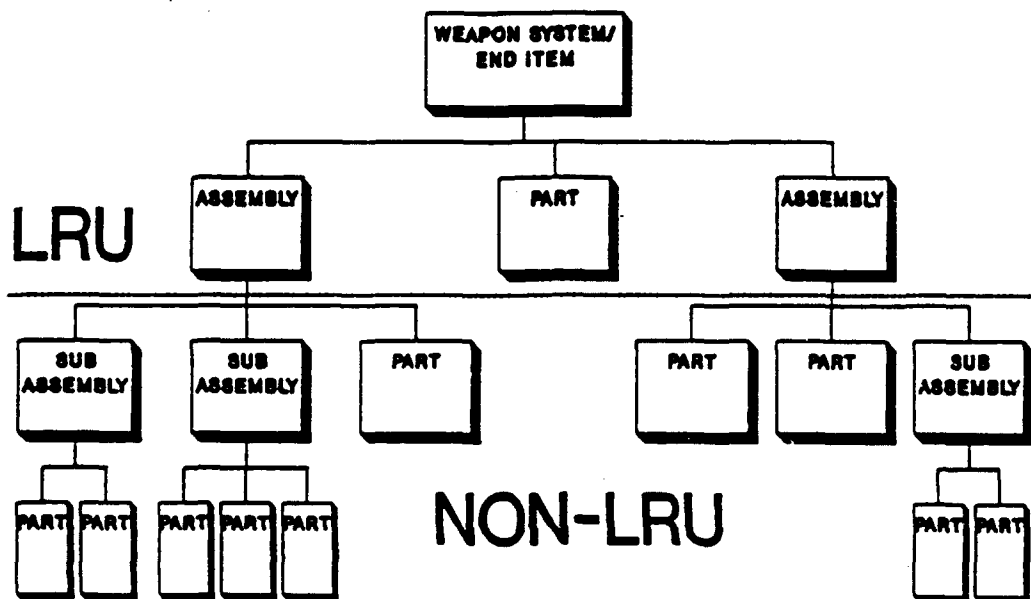 WEAPON SYSTEM/
END ITEM
ASSEMBLY
PART
ASSEMBLY
LRU
SUB
ASSEMBLY
SUB
ASSEMBLY
PART
PART
PART
SUB
ASSEMBLY
PART
PART
PART
PART
PART
NON-LRU
PART
PART